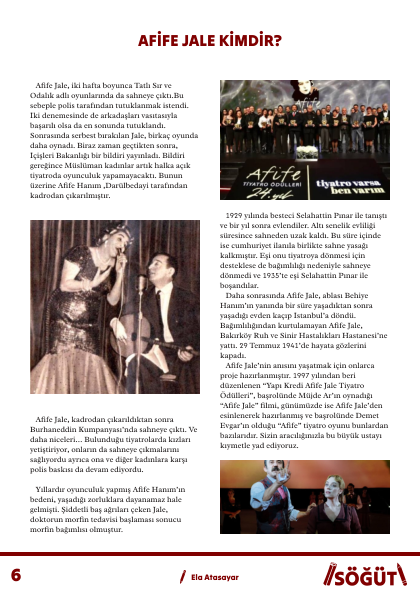 AFİFE JALE KİMDİR?
Afife Jale, iki hafta boyunca Tatlı Sır ve
Odalık adlı oyunlarında da sahneye çıktı.Bu
sebeple polis tarafından tutuklanmak istendi.
İki denemesinde de arkadaşları vasıtasıyla
başarılı olsa da en sonunda tutuklandı.
Sonrasında serbest bırakılan Jale, birkaç oyunda
daha oynadı. Biraz zaman geçtikten sonra,
İçişleri Bakanlığı bir bildiri yayınladı. Bildiri
gereğince Müslüman kadınlar artık halka açık
tiyatroda oyunculuk yapamayacaktı. Bunun
üzerine Afife Hanım ,Darülbedayi tarafından
kadrodan çıkarılmıştır.
Afife Jale, kadrodan çıkarıldıktan sonra
Burhaneddin Kumpanyası'nda sahneye çıktı. Ve
daha niceleri... Bulunduğu tiyatrolarda kızları
yetiştiriyor, onların da sahneye çıkmalarını
sağlıyordu ayrıca ona ve diğer kadınlara karşı
polis baskısı da devam ediyordu.
Yıllardır oyunculuk yapmış Afife Hanım'ın
bedeni, yaşadığı zorluklara dayanamaz hale
gelmişti. Şiddetli baş ağrıları çeken Jale,
doktorun morfin tedavisi başlaması sonucu
morfin bağımlısı olmuştur.
Afife
Afife
TİYATRO ÖDÜLLERİ
24.yıl
tiyatro varsa
ben varım
1929 yılında besteci Selahattin Pınar ile tanıştı
ve bir yıl sonra evlendiler. Altı senelik evliliği
süresince sahneden uzak kaldı. Bu süre içinde
ise cumhuriyet ilanıla birlikte sahne yasağı
kalkmıştır. Eşi onu tiyatroya dönmesi için
desteklese de bağımlılığı nedeniyle sahneye
dönmedi ve 1935'te eşi Selahattin Pınar ile
boşandılar.
Daha sonrasında Afife Jale, ablası Behiye
Hanım'ın yanında bir süre yaşadıktan sonra
yaşadığı evden kaçıp İstanbul'a döndü.
Bağımlılığından kurtulamayan Afife Jale,
Bakırköy Ruh ve Sinir Hastalıkları Hastanesi'ne
yattı. 29 Temmuz 1941'de hayata gözlerini
kapadı.
Afife Jale'nin anısını yaşatmak için onlarca
proje hazırlanmıştır. 1997 yılından beri
düzenlenen "Yapı Kredi Afife Jale Tiyatro
Ödülleri", başrolünde Müjde Ar'ın oynadığı
"Afife Jale" filmi, günümüzde ise Afife Jale'den
esinlenerek hazırlanmış ve başrolünde Demet
Evgar'ın olduğu "Afife" tiyatro oyunu bunlardan
bazılarıdır. Sizin aracılığınızla bu büyük ustayı
kıymetle yad ediyoruz.
6
Ela Atasayar
SÖĞÜT